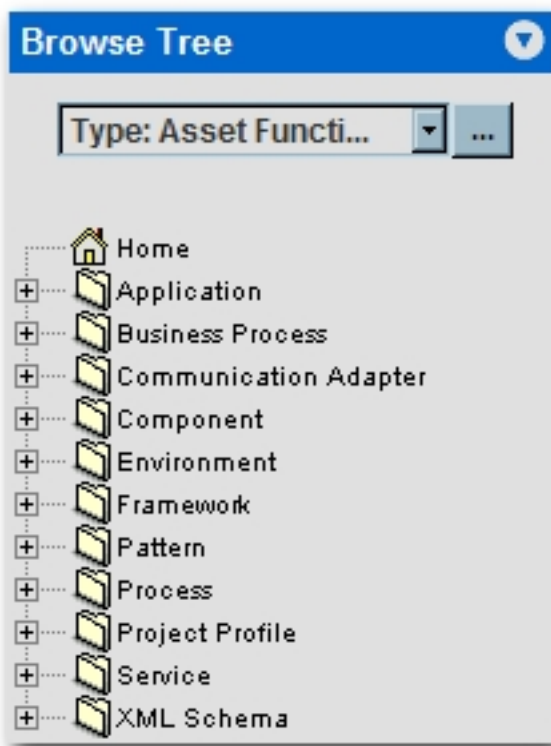 Browse Tree
Type: Asset Functi... ...
Home
Application
Business Process
Communication Adapter
Component
Environment
Framework
Pattern
Process
Project Profile
Service
XML Schema